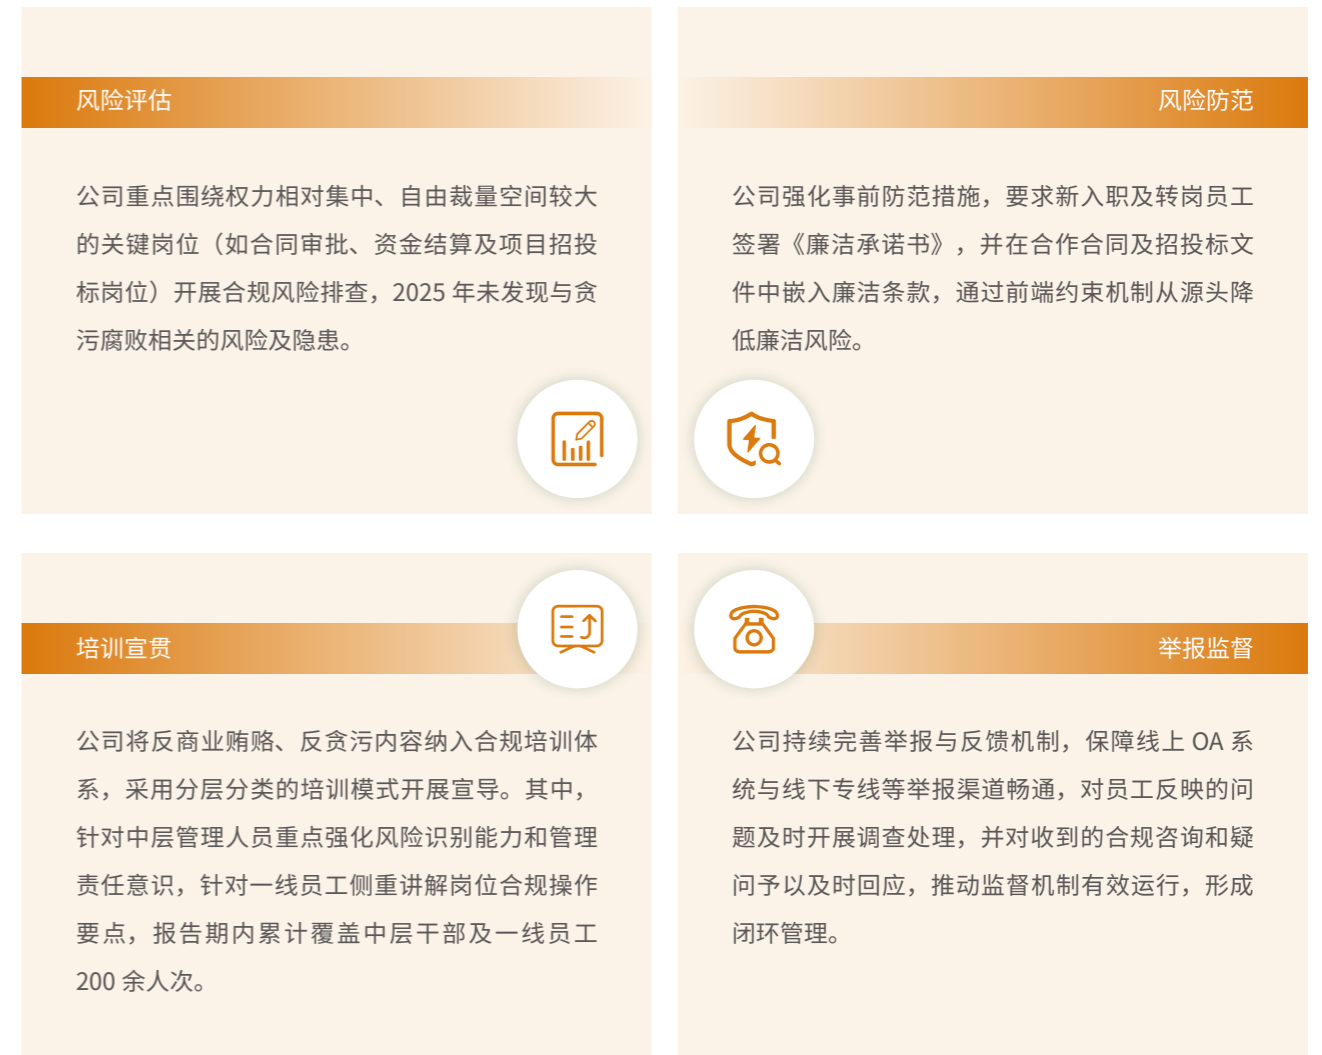 风险评估
公司重点围绕权力相对集中、自由裁量空间较大
的关键岗位（如合同审批、资金结算及项目招投
标岗位）开展合规风险排查，2025 年未发现与贪
污腐败相关的风险及隐患。
风险防范
公司强化事前防范措施，要求新入职及转岗员工
签署《廉洁承诺书》，并在合作合同及招投标文
件中嵌入廉洁条款，通过前端约束机制从源头降
低廉洁风险。
培训宣贯
公司将反商业贿赂、反贪污内容纳入合规培训体
系，采用分层分类的培训模式开展宣导。其中，
针对中层管理人员重点强化风险识别能力和管理
责任意识，针对一线员工侧重讲解岗位合规操作
要点，报告期内累计覆盖中层干部及一线员工
200 余人次。
举报监督
公司持续完善举报与反馈机制，保障线上 OA 系
统与线下专线等举报渠道畅通，对员工反映的问
题及时开展调查处理，并对收到的合规咨询和疑
问予以及时回应，推动监督机制有效运行，形成
闭环管理。